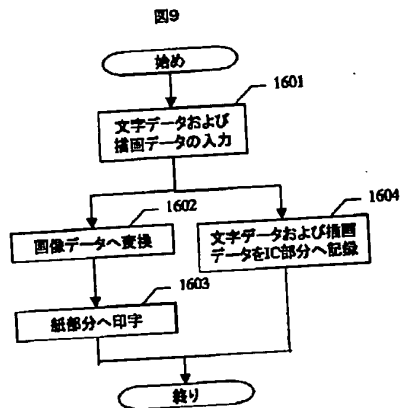 図9
始め
1601
文字データおよび
描画データの入力
1602
画像データへ変換
1604
文字データおよび描画
データをIC部分へ記録
1603
紙部分へ印字
終り